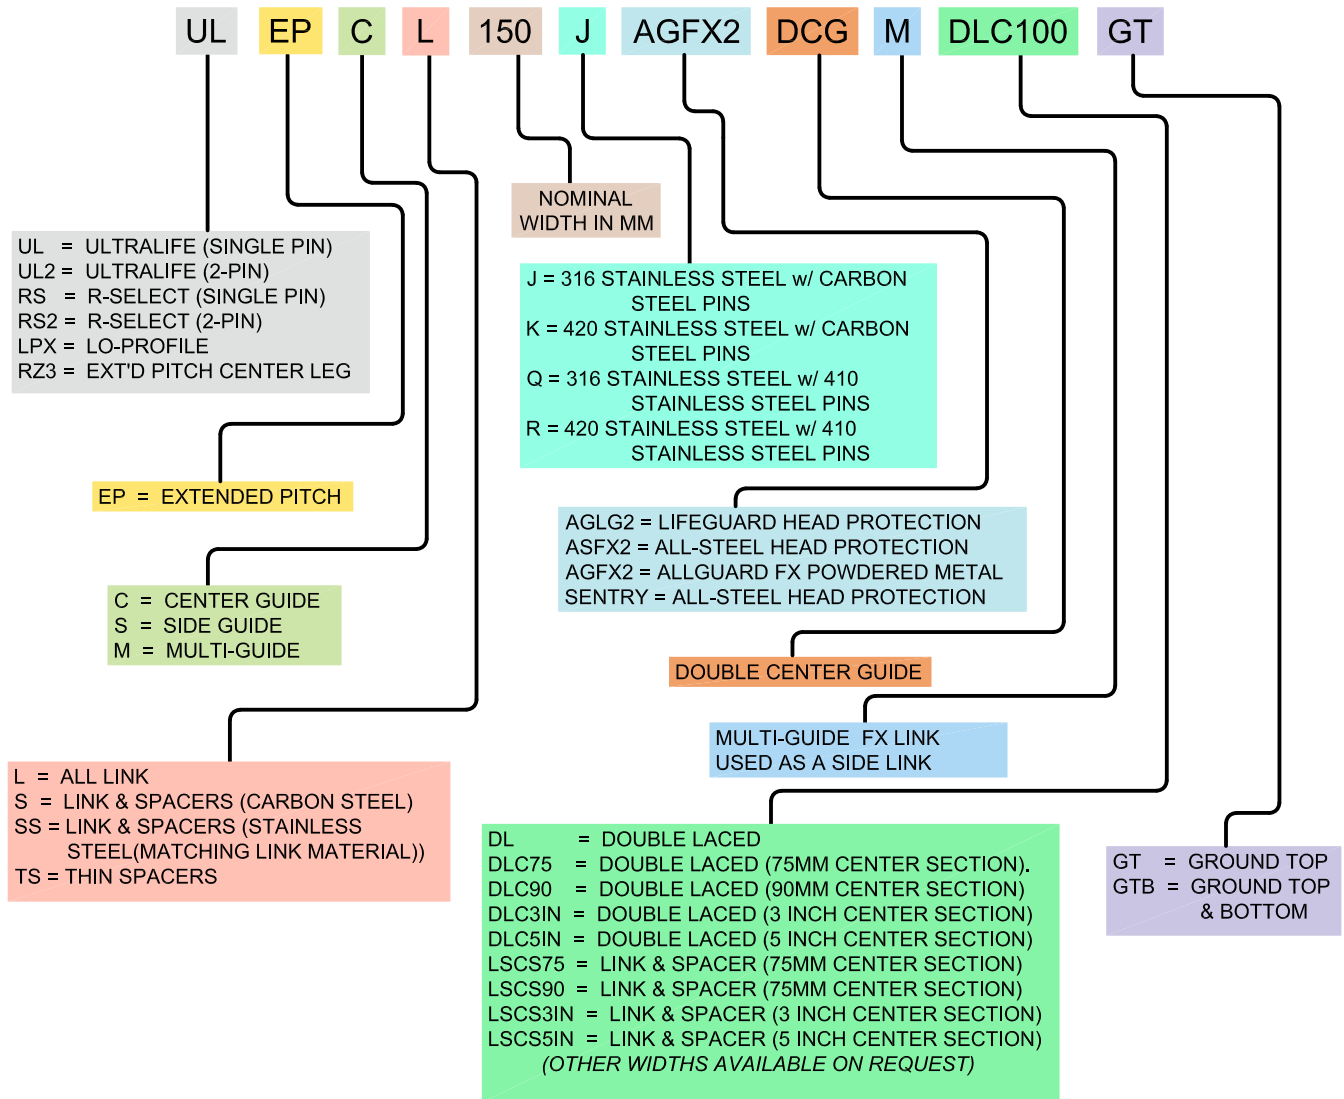 UL EP C L 150 J AGFX2 DCG M DLC100 GT
NOMINAL
WIDTH IN MM
UL = ULTRALIFE (SINGLE PIN)
UL2 = ULTRALIFE (2-PIN)
RS = R-SELECT (SINGLE PIN)
RS2 = R-SELECT (2-PIN)
LPX = LO-PROFILE
RZ3 = EXT'D PITCH CENTER LEG
J = 316 STAINLESS STEEL w/ CARBON
STEEL PINS
K = 420 STAINLESS STEEL w/ CARBON
STEEL PINS
Q = 316 STAINLESS STEEL w/ 410
STAINLESS STEEL PINS
R = 420 STAINLESS STEEL w/ 410
STAINLESS STEEL PINS
EP = EXTENDED PITCH
AGLG2 = LIFEGUARD HEAD PROTECTION
ASFX2 = ALL-STEEL HEAD PROTECTION
AGFX2 = ALLGUARD FX POWDERED METAL
SENTRY = ALL-STEEL HEAD PROTECTION
C = CENTER GUIDE
S = SIDE GUIDE
M = MULTI-GUIDE
DOUBLE CENTER GUIDE
MULTI-GUIDE FX LINK
USED AS A SIDE LINK
L = ALL LINK
S = LINK & SPACERS (CARBON STEEL)
SS = LINK & SPACERS (STAINLESS
STEEL(MATCHING LINK MATERIAL))
TS = THIN SPACERS
DL = DOUBLE LACED
DLC75 = DOUBLE LACED (75MM CENTER SECTION).
DLC90 = DOUBLE LACED (90MM CENTER SECTION)
DLC3IN = DOUBLE LACED (3 INCH CENTER SECTION)
DLC5IN = DOUBLE LACED (5 INCH CENTER SECTION)
LSCS75 = LINK & SPACER (75MM CENTER SECTION)
LSCS90 = LINK & SPACER (75MM CENTER SECTION)
LSCS3IN = LINK & SPACER (3 INCH CENTER SECTION)
LSCS5IN = LINK & SPACER (5 INCH CENTER SECTION)
(OTHER WIDTHS AVAILABLE ON REQUEST)
GT = GROUND TOP
GTB = GROUND TOP
& BOTTOM